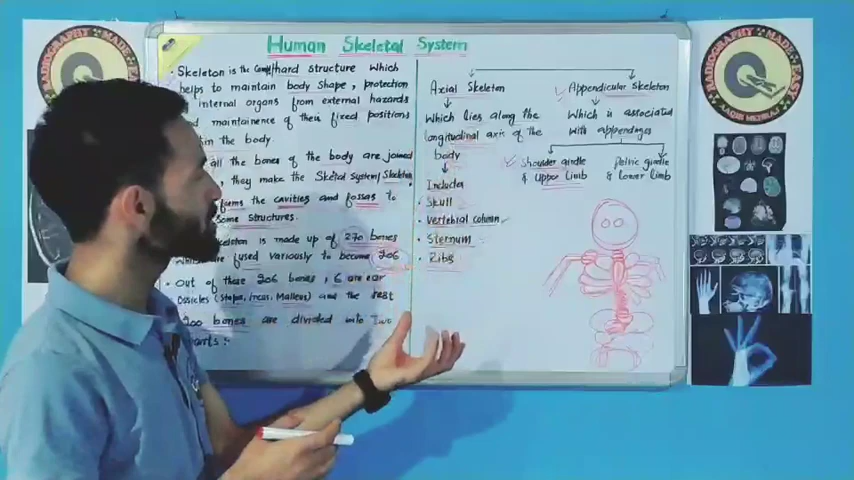 Human Skeletal System
• Skeleton is the hard structure which
helps to maintain body Shape, protection
internal organs from external hazards
maintainence of their fixed positions
in the body.
all the bones of the body are joined
they make the Skeletal System/Skeleton.
forms the cavities and fossas to
Some structures.
is made up of 270 bones
are fused variously to become 206
• Out of these 206 bones, 6 are ear
Ossicles (Stapes, Incus, Malleus) and the rest
200 bones are divided into Two
parts:-
Axial Skeleton
Which lies along the
longitudinal axis of the
body
Includes
• Skull
• Vertebral column
• Sternum
• Ribs
Appendicular Skeleton
Which is associated
with appendages
Shoulder girdle
& Upper Limb
Pelvic girdle
& Lower limb
RADIOGRAPHY MADE EASY
RADIOGRAPHY MADE EASY
AAQIB MEHRAJ